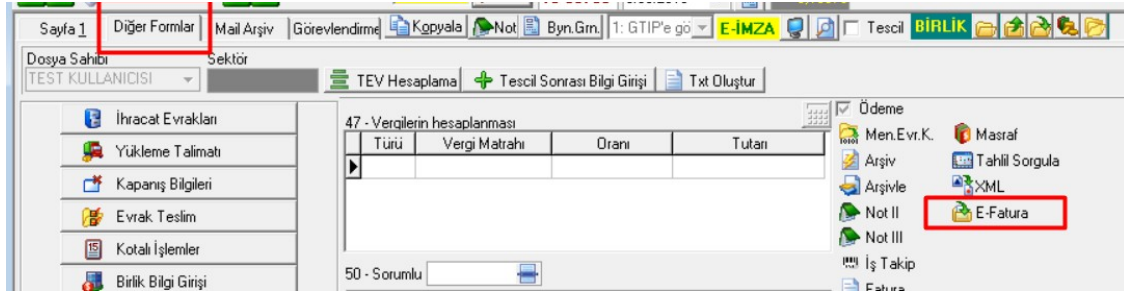 Sayfa 1 Diğer Formlar Mail Arşiv Görevlendirme Kopyala Not Byn.Grn. 1: GTIP'e gö E-İMZA Tescil BİRLİK
Dosya Sahibi Sektör
TEST KULLANICISI TEV Hesaplama Tescil Sonrası Bilgi Girişi Txt Oluştur
İhracat Evrakları
Yükleme Talimatı
Kapanış Bilgileri
Evrak Teslim
Kotalı İşlemler
Birlik Bilgi Girişi
47 - Vergilerin hesaplanması
Türü Vergi Matrahı Oranı Tutarı
50 - Sorumlu
Ödeme
Men.Evr.K. Masraf
Arşiv Tahlil Sorgula
Arşivle XML
Not II E-Fatura
Not III
İş Takip
Fatura